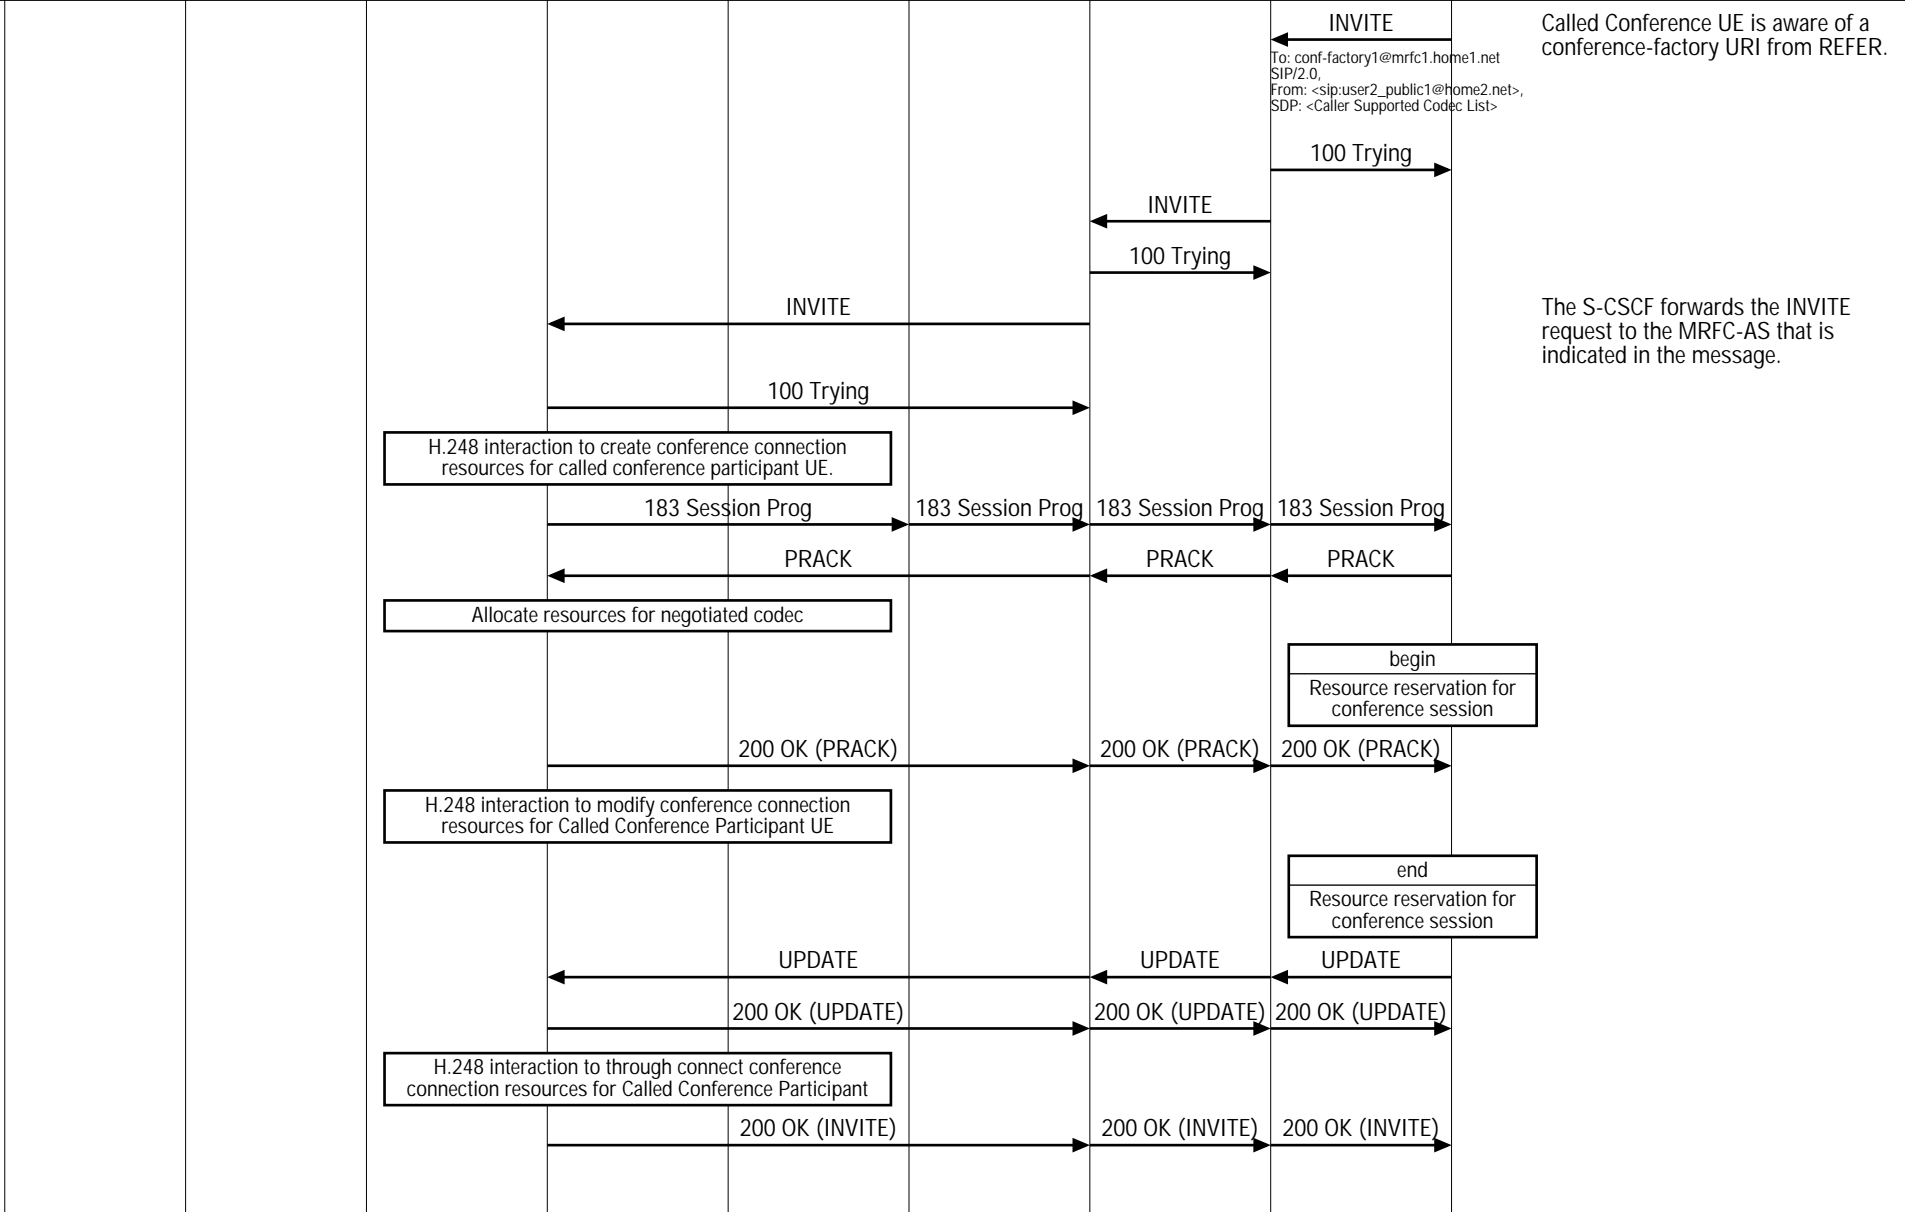 INVITE
Called Conference UE is aware of a
conference-factory URI from REFER.
To: conf-factory1@mrfc1.home1.net
SIP/2.0,
From: <sip:user2_public1@home2.net>,
SDP: <Caller Supported Codec List>
100 Trying
INVITE
100 Trying
INVITE
The S-CSCF forwards the INVITE
request to the MRFC-AS that is
indicated in the message.
100 Trying
H.248 interaction to create conference connection
resources for called conference participant UE.
183 Session Prog 183 Session Prog 183 Session Prog 183 Session Prog
PRACK PRACK PRACK
Allocate resources for negotiated codec
begin
Resource reservation for
conference session
200 OK (PRACK) 200 OK (PRACK) 200 OK (PRACK)
H.248 interaction to modify conference connection
resources for Called Conference Participant UE
end
Resource reservation for
conference session
UPDATE UPDATE UPDATE
200 OK (UPDATE) 200 OK (UPDATE) 200 OK (UPDATE)
H.248 interaction to through connect conference
connection resources for Called Conference Participant
200 OK (INVITE) 200 OK (INVITE) 200 OK (INVITE)